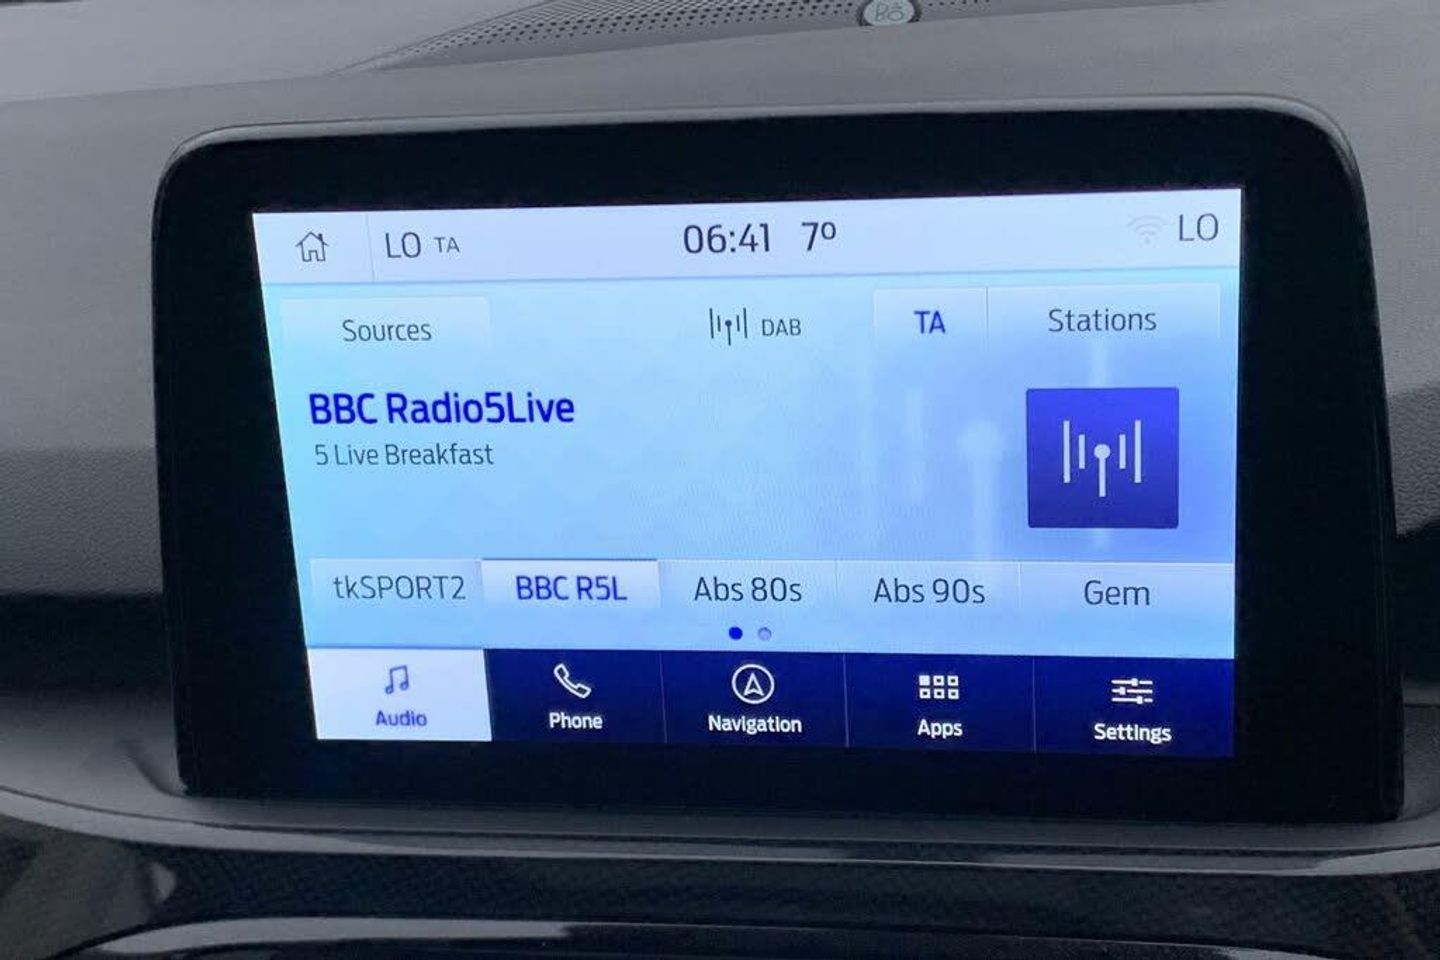 B&O
LO TA 06:41 7º LO
Sources DAB TA Stations
BBC Radio5Live
5 Live Breakfast
tkSPORT2 BBC R5L Abs 80s Abs 90s Gem
Audio Phone Navigation Apps Settings